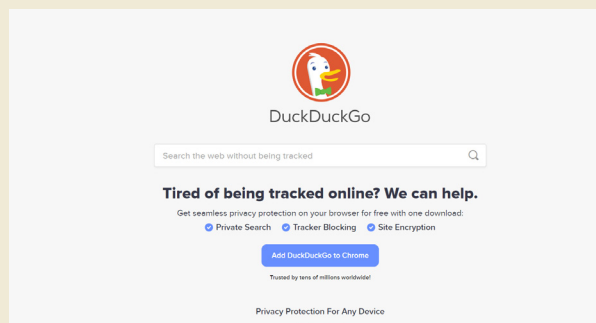 DuckDuckGo
Search the web without being tracked
Tired of being tracked online? We can help.
Get seamless privacy protection on your browser for free with one download:
Private Search Tracker Blocking Site Encryption
Add DuckDuckGo to Chrome
Trusted by tens of millions worldwide!
Privacy Protection For Any Device